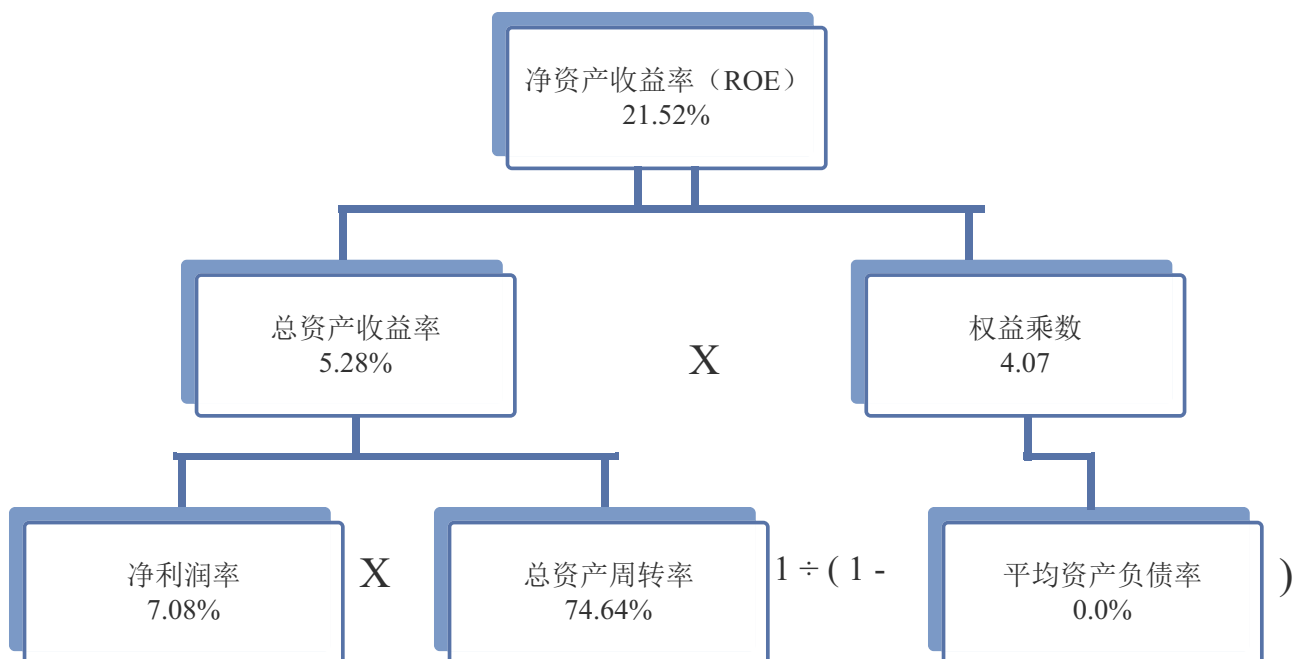 净资产收益率（ROE）
21.52%
总资产收益率
5.28%
X
权益乘数
4.07
净利润率
7.08%
X
总资产周转率
74.64%
1 ÷ ( 1 -
平均资产负债率
0.0%
)